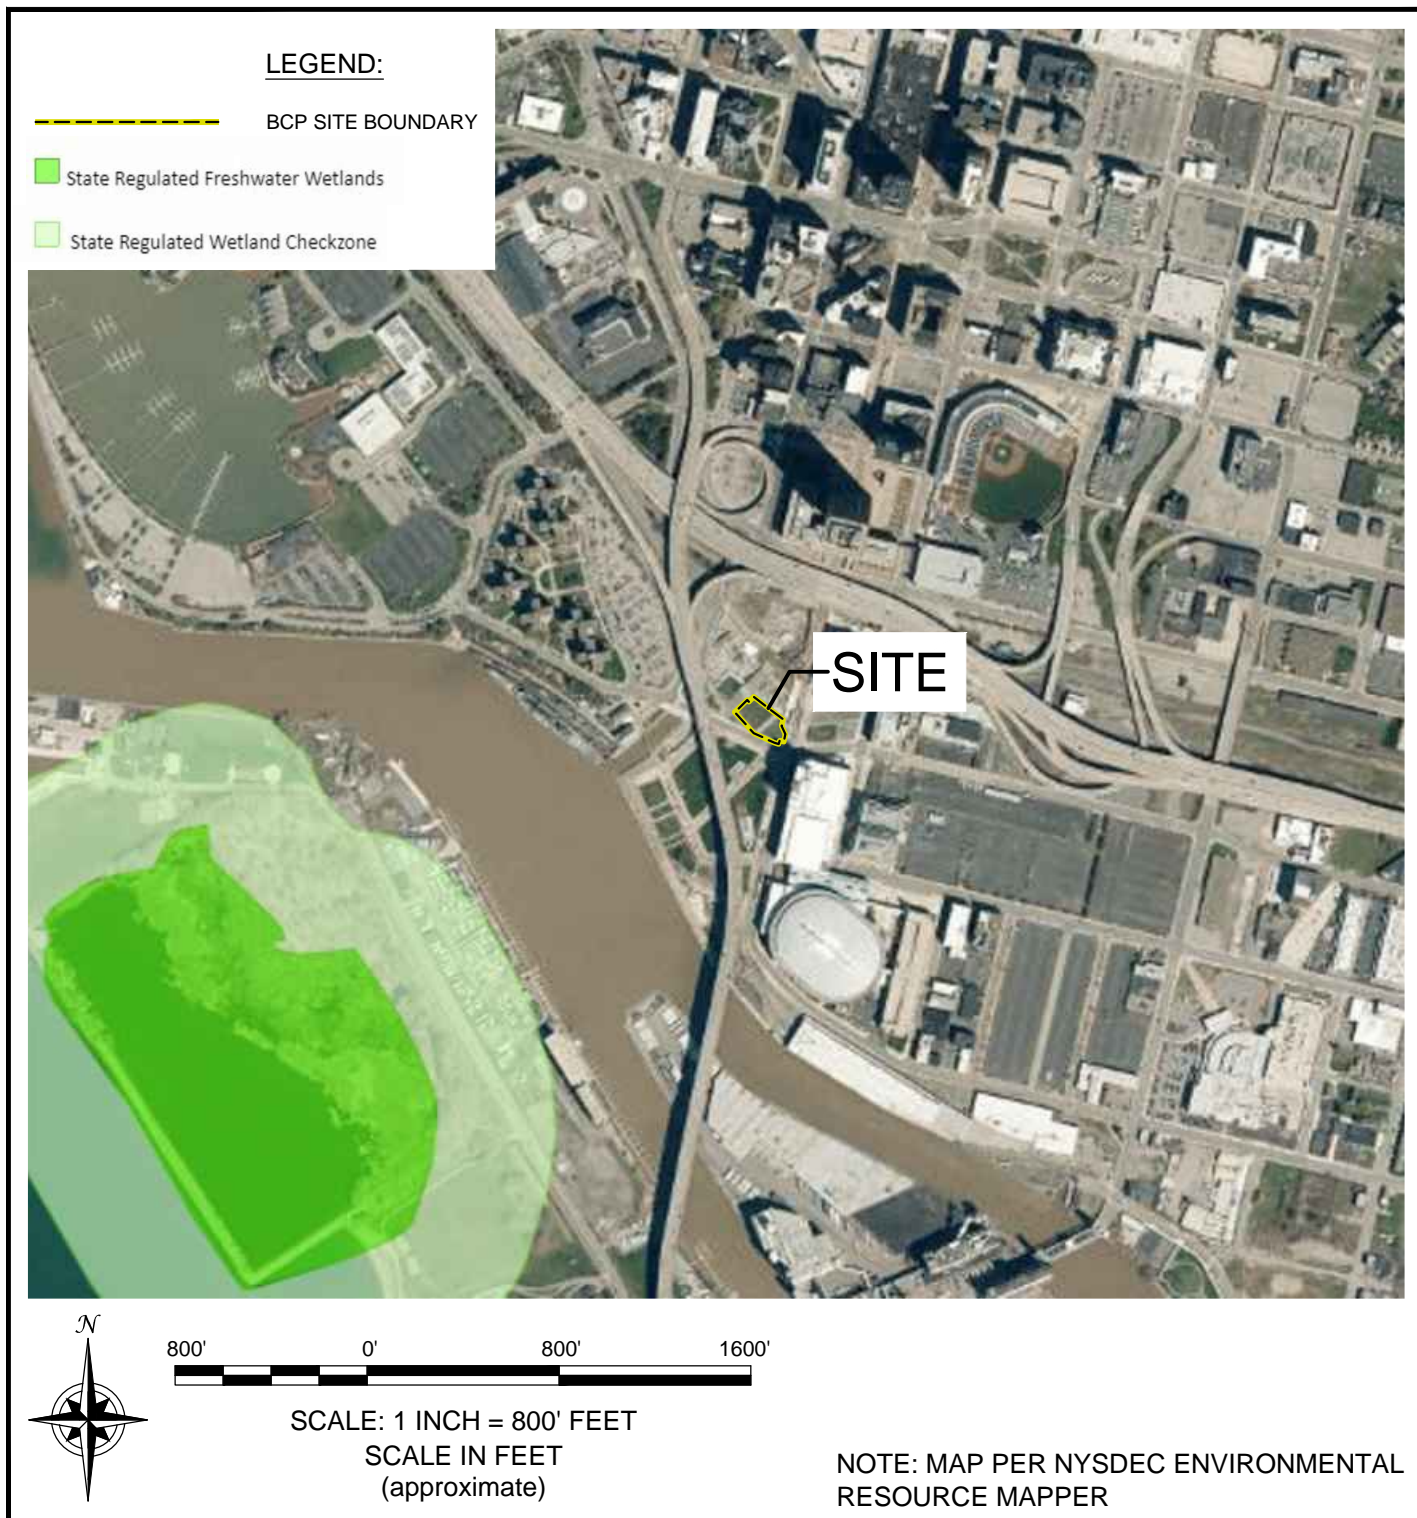 LEGEND:
BCP SITE BOUNDARY
State Regulated Freshwater Wetlands
State Regulated Wetland Checkzone
SITE
N
800' 0' 800' 1600'
SCALE: 1 INCH = 800' FEET
SCALE IN FEET
(approximate)
NOTE: MAP PER NYSDEC ENVIRONMENTAL
RESOURCE MAPPER